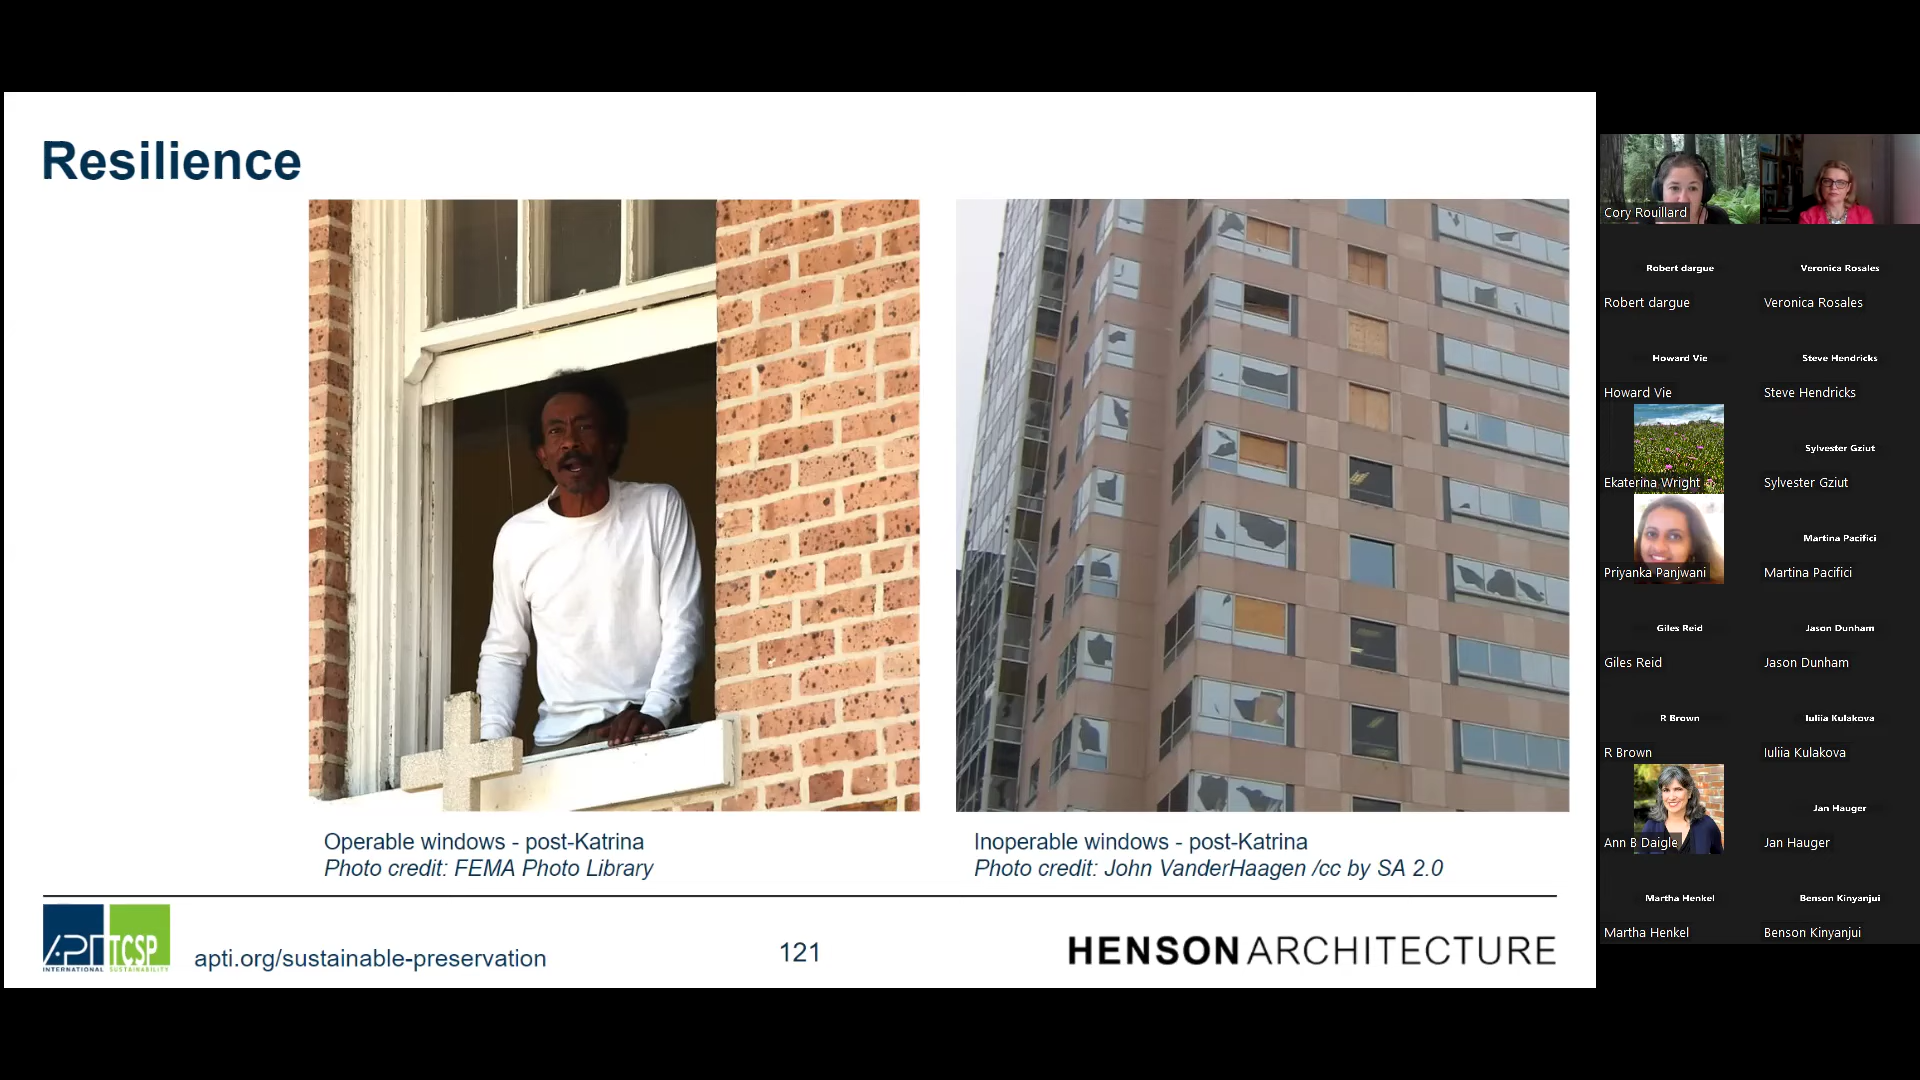 Resilience
Operable windows - post-Katrina
Photo credit: FEMA Photo Library
Inoperable windows - post-Katrina
Photo credit: John VanderHaagen /cc by SA 2.0
APTI TCSP
INTERNATIONAL SUSTAINABILITY
apti.org/sustainable-preservation
121
HENSON ARCHITECTURE
Cory Rouillard
Robert dargue
Veronica Rosales
Robert dargue
Veronica Rosales
Howard Vie
Steve Hendricks
Howard Vie
Steve Hendricks
Sylvester Gziut
Ekaterina Wright
Sylvester Gziut
Martina Pacifici
Priyanka Panjwani
Martina Pacifici
Giles Reid
Jason Dunham
Giles Reid
Jason Dunham
R Brown
Iuliia Kulakova
R Brown
Iuliia Kulakova
Jan Hauger
Ann B Daigle
Jan Hauger
Martha Henkel
Benson Kinyanjui
Martha Henkel
Benson Kinyanjui